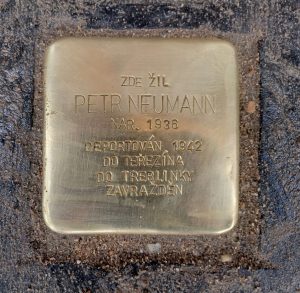 ZDE ŽIL
PETR NEUMANN
NAR. 1936
DEPORTOVÁN 1942
DO TEREZÍNA
DO TREBLINKY
ZAVRAŽDĚN